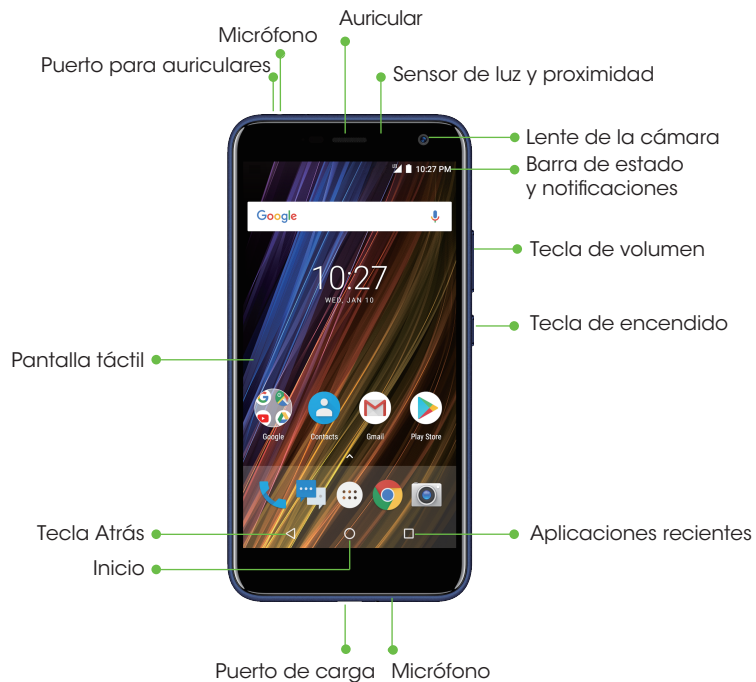 Auricular
Micrófono
Puerto para auriculares
Sensor de luz y proximidad
Lente de la cámara
10:27 PM
Barra de estado
y notificaciones
Google
Tecla de volumen
10:27
WED, JAN 10
Tecla de encendido
Pantalla táctil
Google
Contacts
Gmail
Play Store
Tecla Atrás
Aplicaciones recientes
Inicio
Puerto de carga
Micrófono